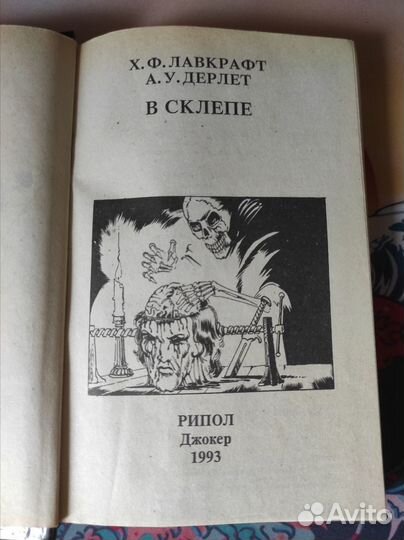 Х.Ф.ЛАВКРАФТ
А.У.ДЕРЛЕТ
В СКЛЕПЕ
РИПОЛ
Джокер
1993
Avito